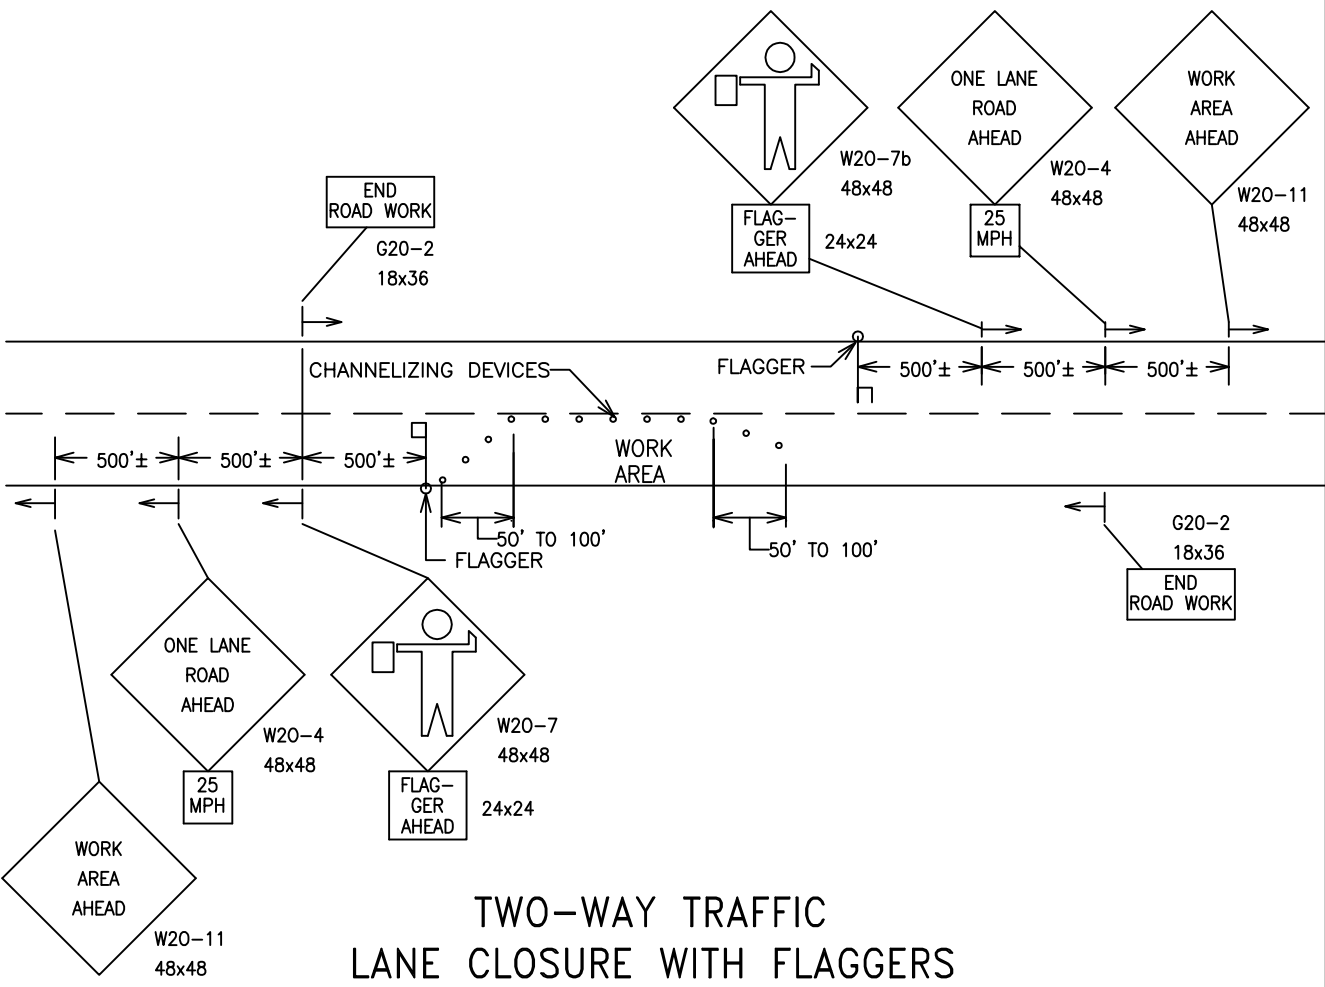 ONE LANE
ROAD
AHEAD
WORK
AREA
AHEAD
W20-7b
48x48
W20-4
48x48
W20-11
48x48
END
ROAD WORK
G20-2
18x36
FLAG-
GER
AHEAD
24x24
25
MPH
CHANNELIZING DEVICES
FLAGGER
500'±
500'±
500'±
500'±
500'±
500'±
WORK
AREA
50' TO 100'
50' TO 100'
FLAGGER
G20-2
18x36
END
ROAD WORK
ONE LANE
ROAD
AHEAD
W20-4
48x48
25
MPH
W20-7
48x48
FLAG-
GER
AHEAD
24x24
WORK
AREA
AHEAD
W20-11
48x48
TWO-WAY TRAFFIC
LANE CLOSURE WITH FLAGGERS